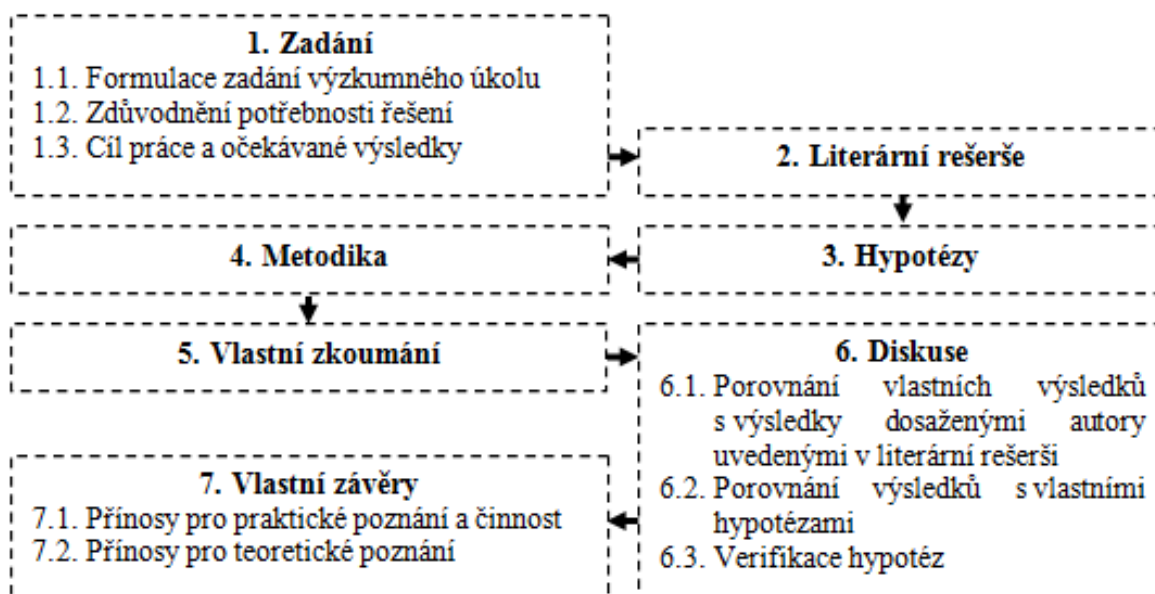 1. Zadání
1.1. Formulace zadání výzkumného úkolu
1.2. Zdůvodnění potřebnosti řešení
1.3. Cíl práce a očekávané výsledky
2. Literární rešerše
3. Hypotézy
4. Metodika
5. Vlastní zkoumání
6. Diskuse
6.1. Porovnání vlastních výsledků
s výsledky dosaženými autory
uvedenými v literární rešerši
6.2. Porovnání výsledků s vlastními
hypotézami
6.3. Verifikace hypotéz
7. Vlastní závěry
7.1. Přínosy pro praktické poznání a činnost
7.2. Přínosy pro teoretické poznání